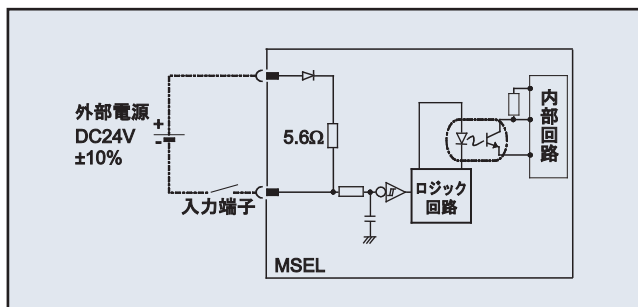 外部電源
DC24V
±10%
+
-
5.6Ω
入力端子
ロジック
回路
内部回路
MSEL